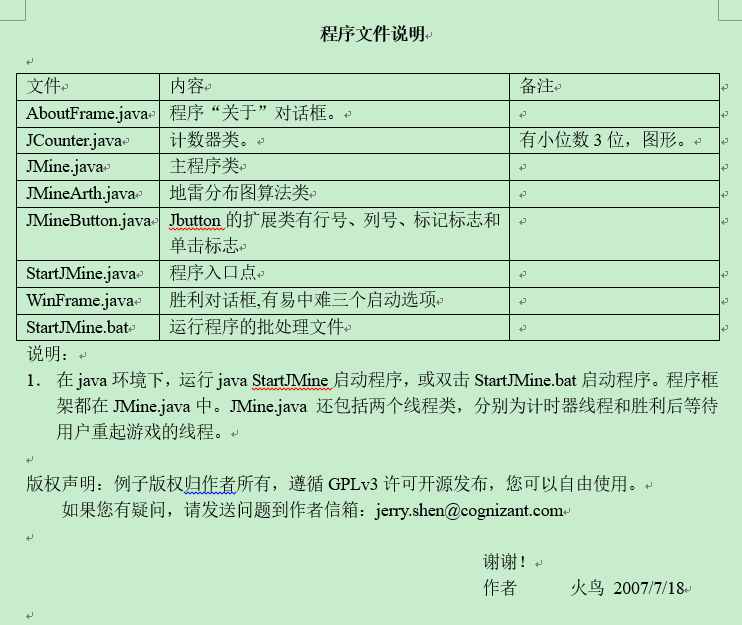 程序文件说明
文件 内容 备注
AboutFrame.java 程序“关于”对话框。
JCounter.java 计数器类。 有小位数 3 位，图形。
JMine.java 主程序类
JMineArth.java 地雷分布图算法类
JMineButton.java Jbutton 的扩展类有行号、列号、标记标志和
单击标志
StartJMine.java 程序入口点
WinFrame.java 胜利对话框,有易中难三个启动选项
StartJMine.bat 运行程序的批处理文件
说明：
1. 在 java 环境下，运行 java StartJMine 启动程序，或双击 StartJMine.bat 启动程序。程序框
架都在 JMine.java 中。JMine.java 还包括两个线程类，分别为计时器线程和胜利后等待
用户重起游戏的线程。
版权声明：例子版权归作者所有，遵循 GPLv3 许可开源发布，您可以自由使用。
如果您有疑问，请发送问题到作者信箱：jerry.shen@cognizant.com
谢谢！
作者 火鸟 2007/7/18